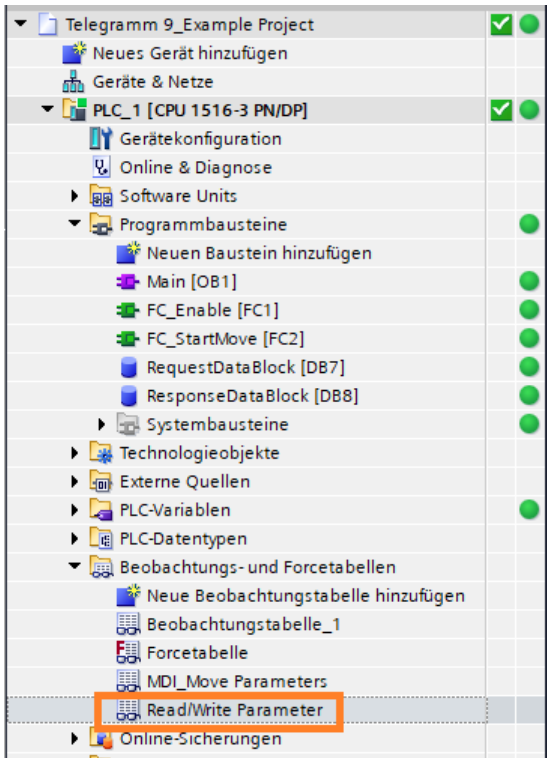 Telegramm 9_Example Project
Neues Gerät hinzufügen
Geräte & Netze
PLC_1 [CPU 1516-3 PN/DP]
Gerätekonfiguration
Online & Diagnose
Software Units
Programmbausteine
Neuen Baustein hinzufügen
Main [OB1]
FC_Enable [FC1]
FC_StartMove [FC2]
RequestDataBlock [DB7]
ResponseDataBlock [DB8]
Systembausteine
Technologieobjekte
Externe Quellen
PLC-Variablen
PLC-Datentypen
Beobachtungs- und Forcetabellen
Neue Beobachtungstabelle hinzufügen
Beobachtungstabelle_1
Forcetabelle
MDI_Move Parameters
Read/Write Parameter
Online-Sicherungen